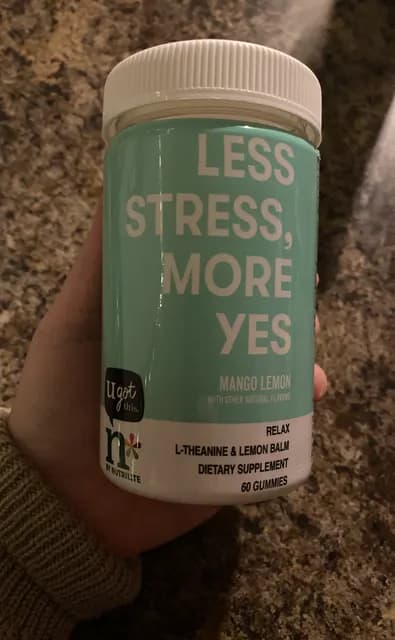 LESS
STRESS,
MORE
YES
MANGO LEMON
WITH OTHER NATURAL FLAVORS
u got
this.
n*
BY NUTRILITE
RELAX
L-THEANINE & LEMON BALM
DIETARY SUPPLEMENT
60 GUMMIES